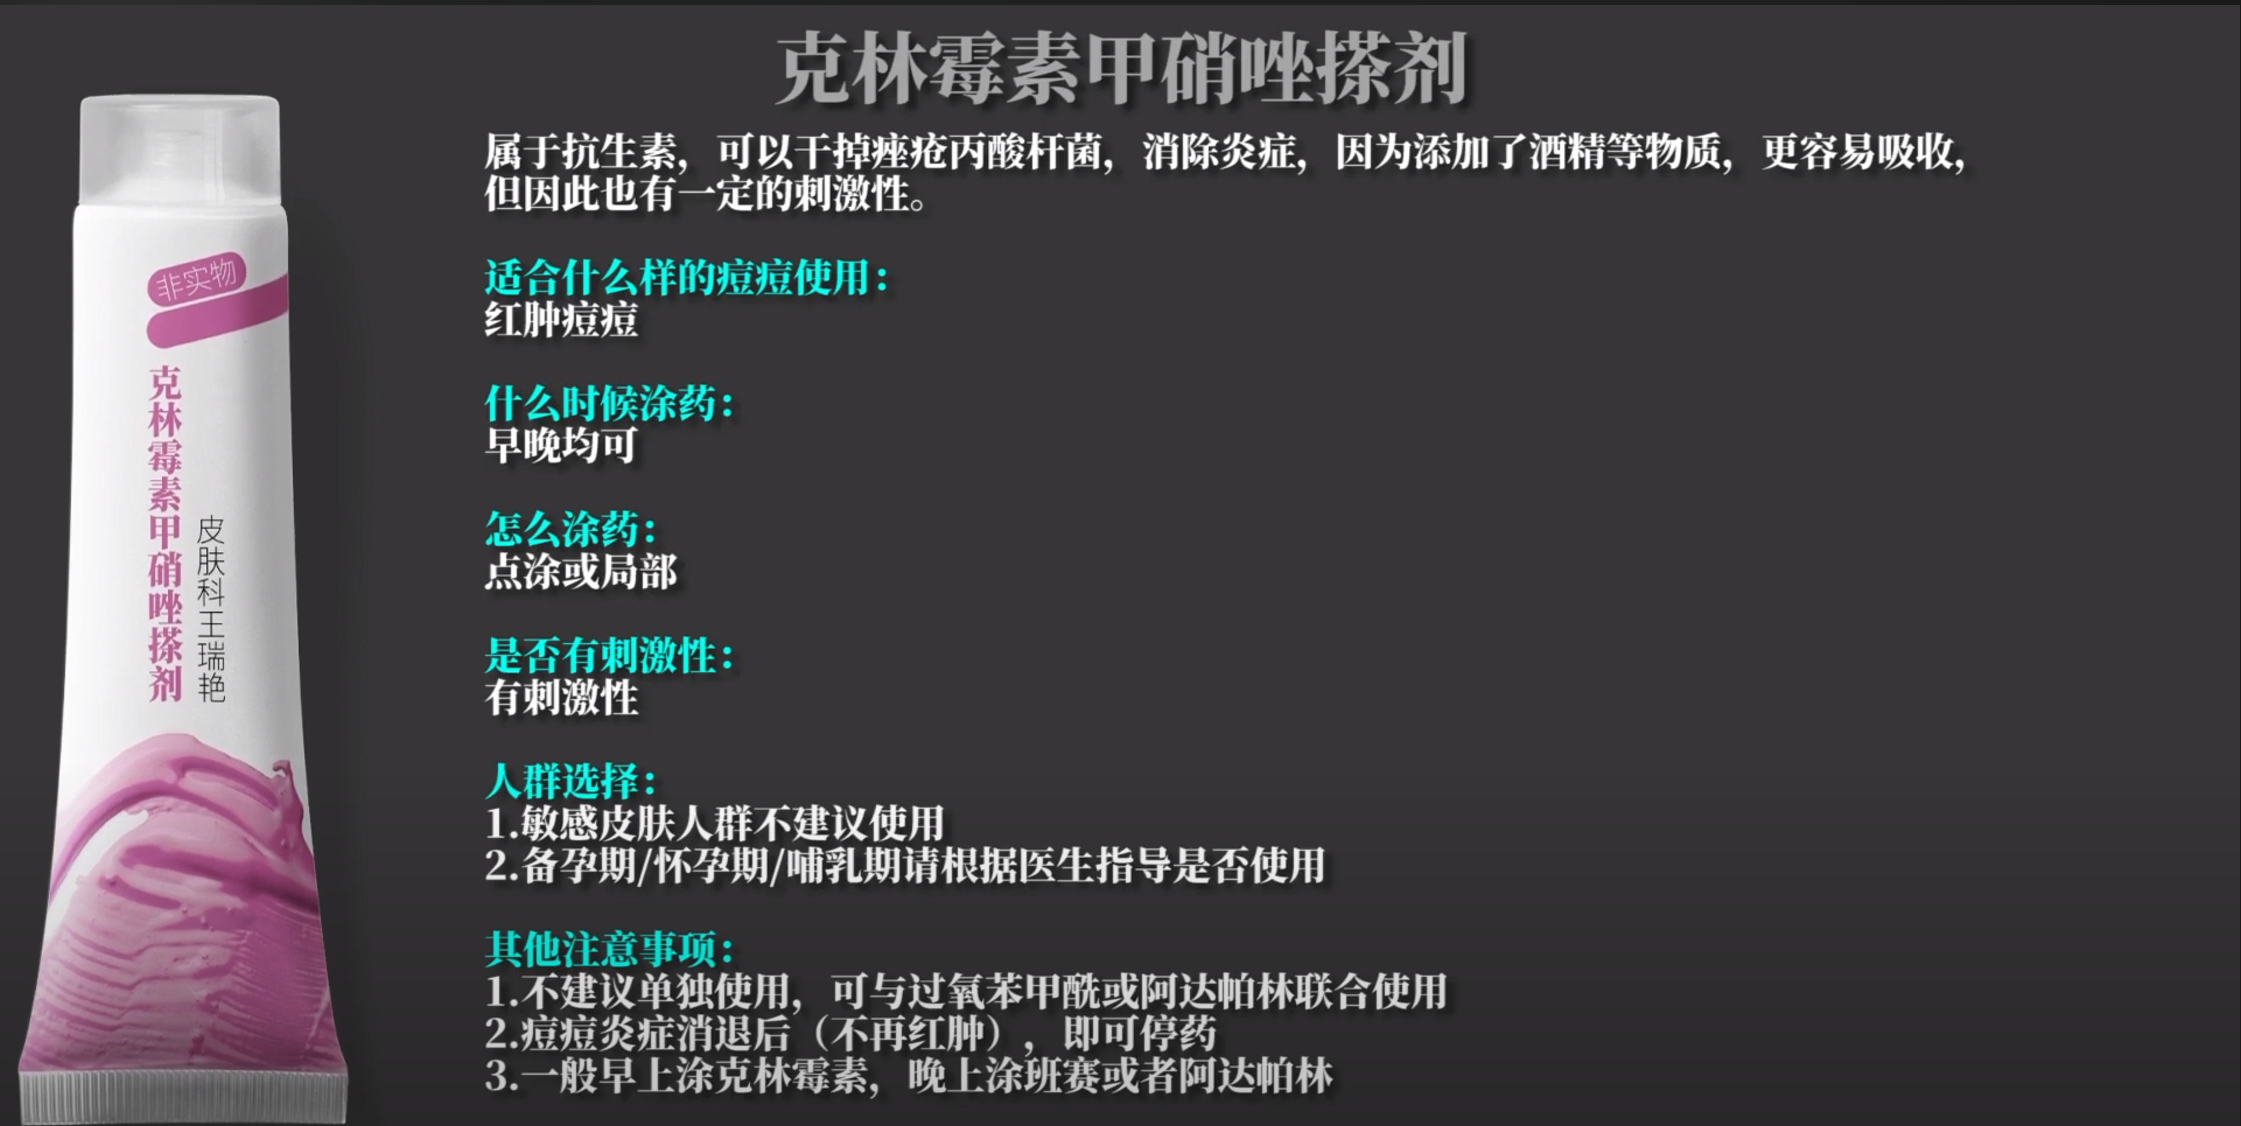 克林霉素甲硝唑搽剂
属于抗生素，可以干掉痤疮丙酸杆菌，消除炎症，因为添加了酒精等物质，更容易吸收，
但因此也有一定的刺激性。
适合什么样的痘痘使用：
红肿痘痘
什么时候涂药：
早晚均可
怎么涂药：
点涂或局部
是否有刺激性：
有刺激性
人群选择：
1.敏感皮肤人群不建议使用
2.备孕期/怀孕期/哺乳期请根据医生指导是否使用
其他注意事项：
1.不建议单独使用，可与过氧苯甲酰或阿达帕林联合使用
2.痘痘炎症消退后（不再红肿），即可停药
3.一般早上涂克林霉素，晚上涂班赛或者阿达帕林
非实物
克林霉素甲硝唑搽剂
皮肤科王瑞艳